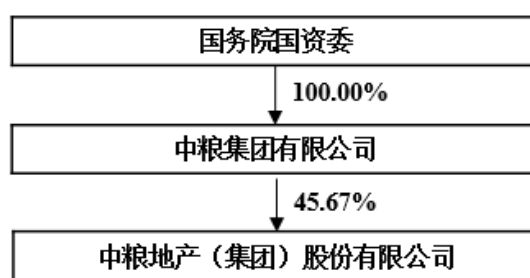 国务院国资委
100.00%
中粮集团有限公司
45.67%
中粮地产（集团）股份有限公司